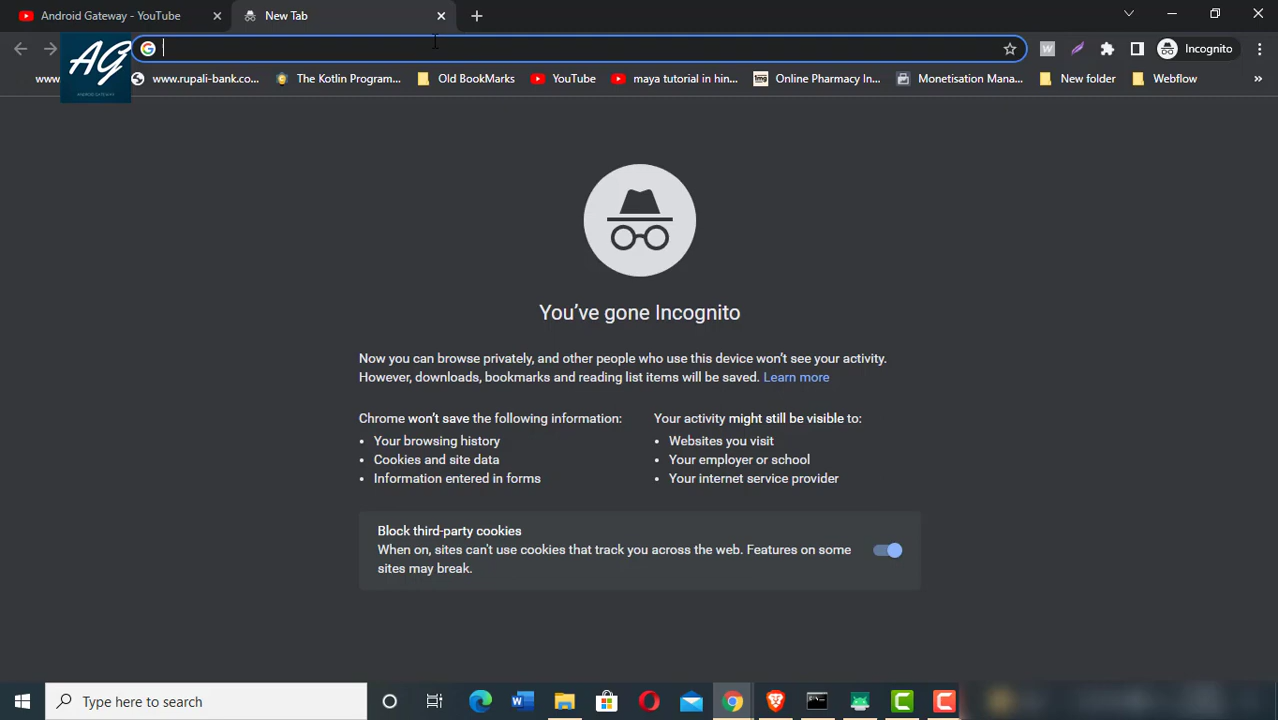 Android Gateway - YouTube
New Tab
AG
ANDROID GATEWAY
Incognito
www.
www.rupali-bank.co...
The Kotlin Program...
Old BookMarks
YouTube
maya tutorial in hin...
Online Pharmacy In...
Monetisation Mana...
New folder
Webflow
»
You've gone Incognito
Now you can browse privately, and other people who use this device won't see your activity.
However, downloads, bookmarks and reading list items will be saved. Learn more
Chrome won't save the following information:
• Your browsing history
• Cookies and site data
• Information entered in forms
Your activity might still be visible to:
• Websites you visit
• Your employer or school
• Your internet service provider
Block third-party cookies
When on, sites can't use cookies that track you across the web. Features on some
sites may break.
Type here to search